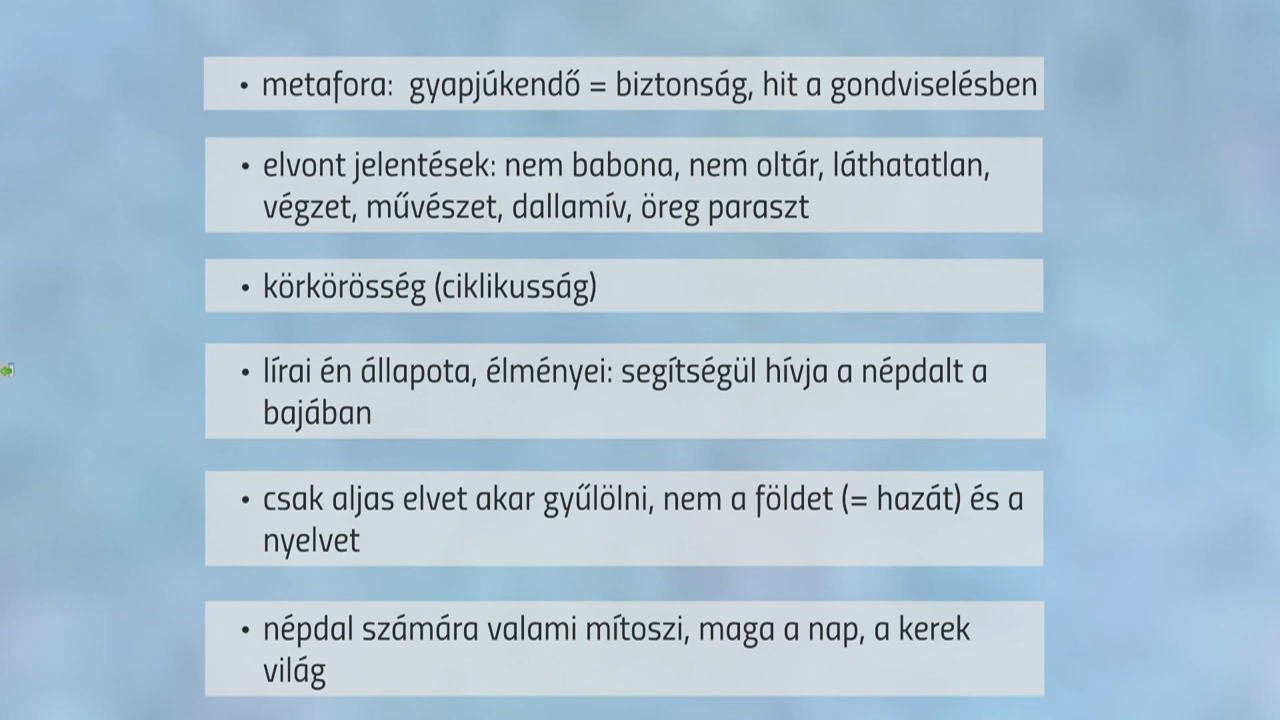 • metafora: gyapjúkendő = biztonság, hit a gondviselésben
• elvont jelentések: nem babona, nem oltár, láthatatlan,
végzet, művészet, dallamív, öreg paraszt
• körkörösség (ciklikusság)
• lírai én állapota, élményei: segítségül hívja a népdalt a
bajában
• csak aljas elvet akar gyűlölni, nem a földet (= hazát) és a
nyelvet
• népdal számára valami mítoszi, maga a nap, a kerek
világ